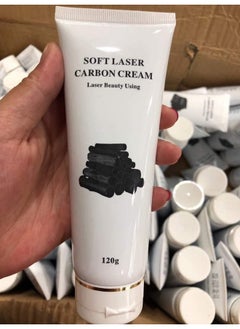 SOFT LASER
CARBON CREAM
Laser Beauty Using
120g